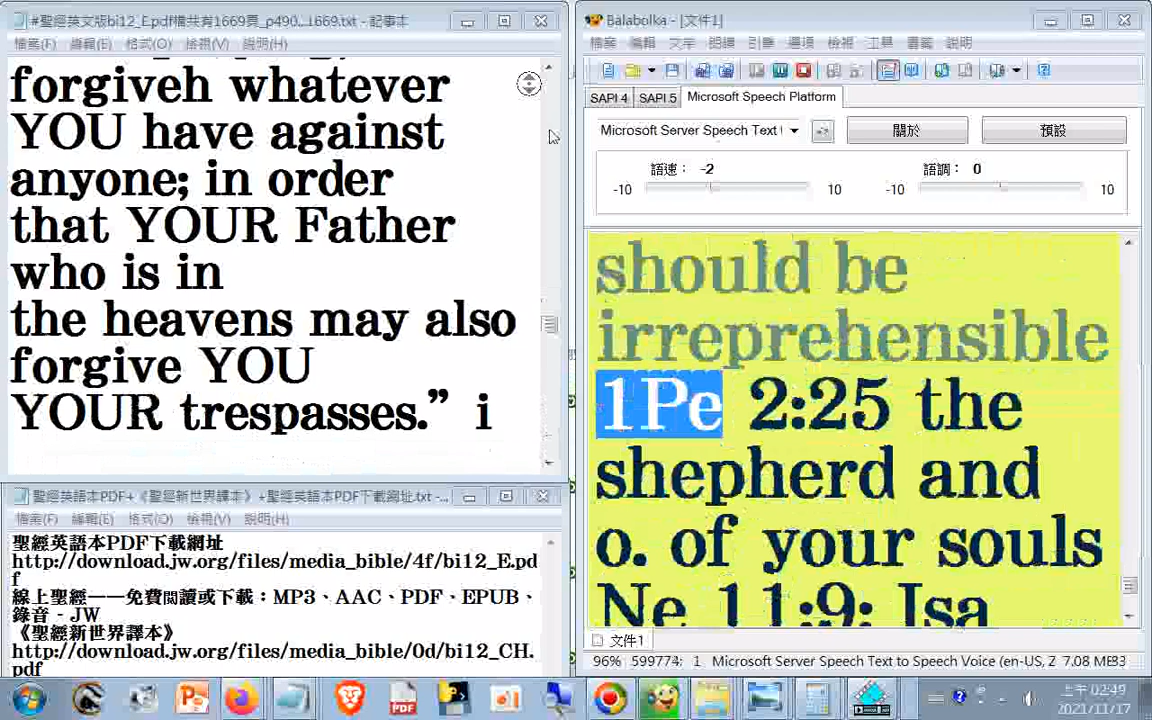 #聖經英文版bi12_E.pdf檔共有1669頁_p490...1669.txt - 記事本
檔案(F) 編輯(E) 格式(O) 檢視(V) 說明(H)
forgiveh whatever
YOU have against
anyone; in order
that YOUR Father
who is in
the heavens may also
forgive YOU
YOUR trespasses.” i
聖經英語本PDF+《聖經新世界譯本》+聖經英語本PDF下載網址.txt -...
檔案(F) 編輯(E) 格式(O) 檢視(V) 說明(H)
聖經英語本PDF下載網址
http://download.jw.org/files/media_bible/4f/bi12_E.pd
f
線上聖經——免費閱讀或下載：MP3、AAC、PDF、EPUB、
錄音 - JW
《聖經新世界譯本》
http://download.jw.org/files/media_bible/0d/bi12_CH.
pdf
Balabolka - [文件1]
檔案 編輯 文字 朗讀 引擎 選項 檢視 工具 書籤 說明
SAPI 4 SAPI 5 Microsoft Speech Platform
Microsoft Server Speech Text 關於 預設
語速： -2 語調： 0
-10 10 -10 10
should be
irreprehensible
1Pe 2:25 the
shepherd and
o. of your souls
Ne 11:9; Isa
文件1
96% 599774: 1 Microsoft Server Speech Text to Speech Voice (en-US, Z 7.08 MB
上午 02:49
2021/11/17